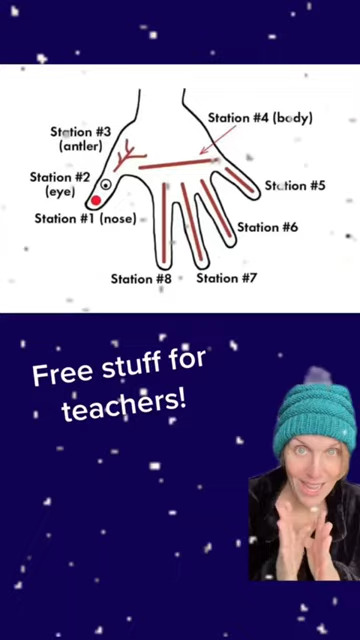 Station #3
(antler)
Station #4 (body)
Station #2
(eye)
Station #5
Station #1 (nose)
Station #6
Station #8
Station #7
Free stuff for
teachers!